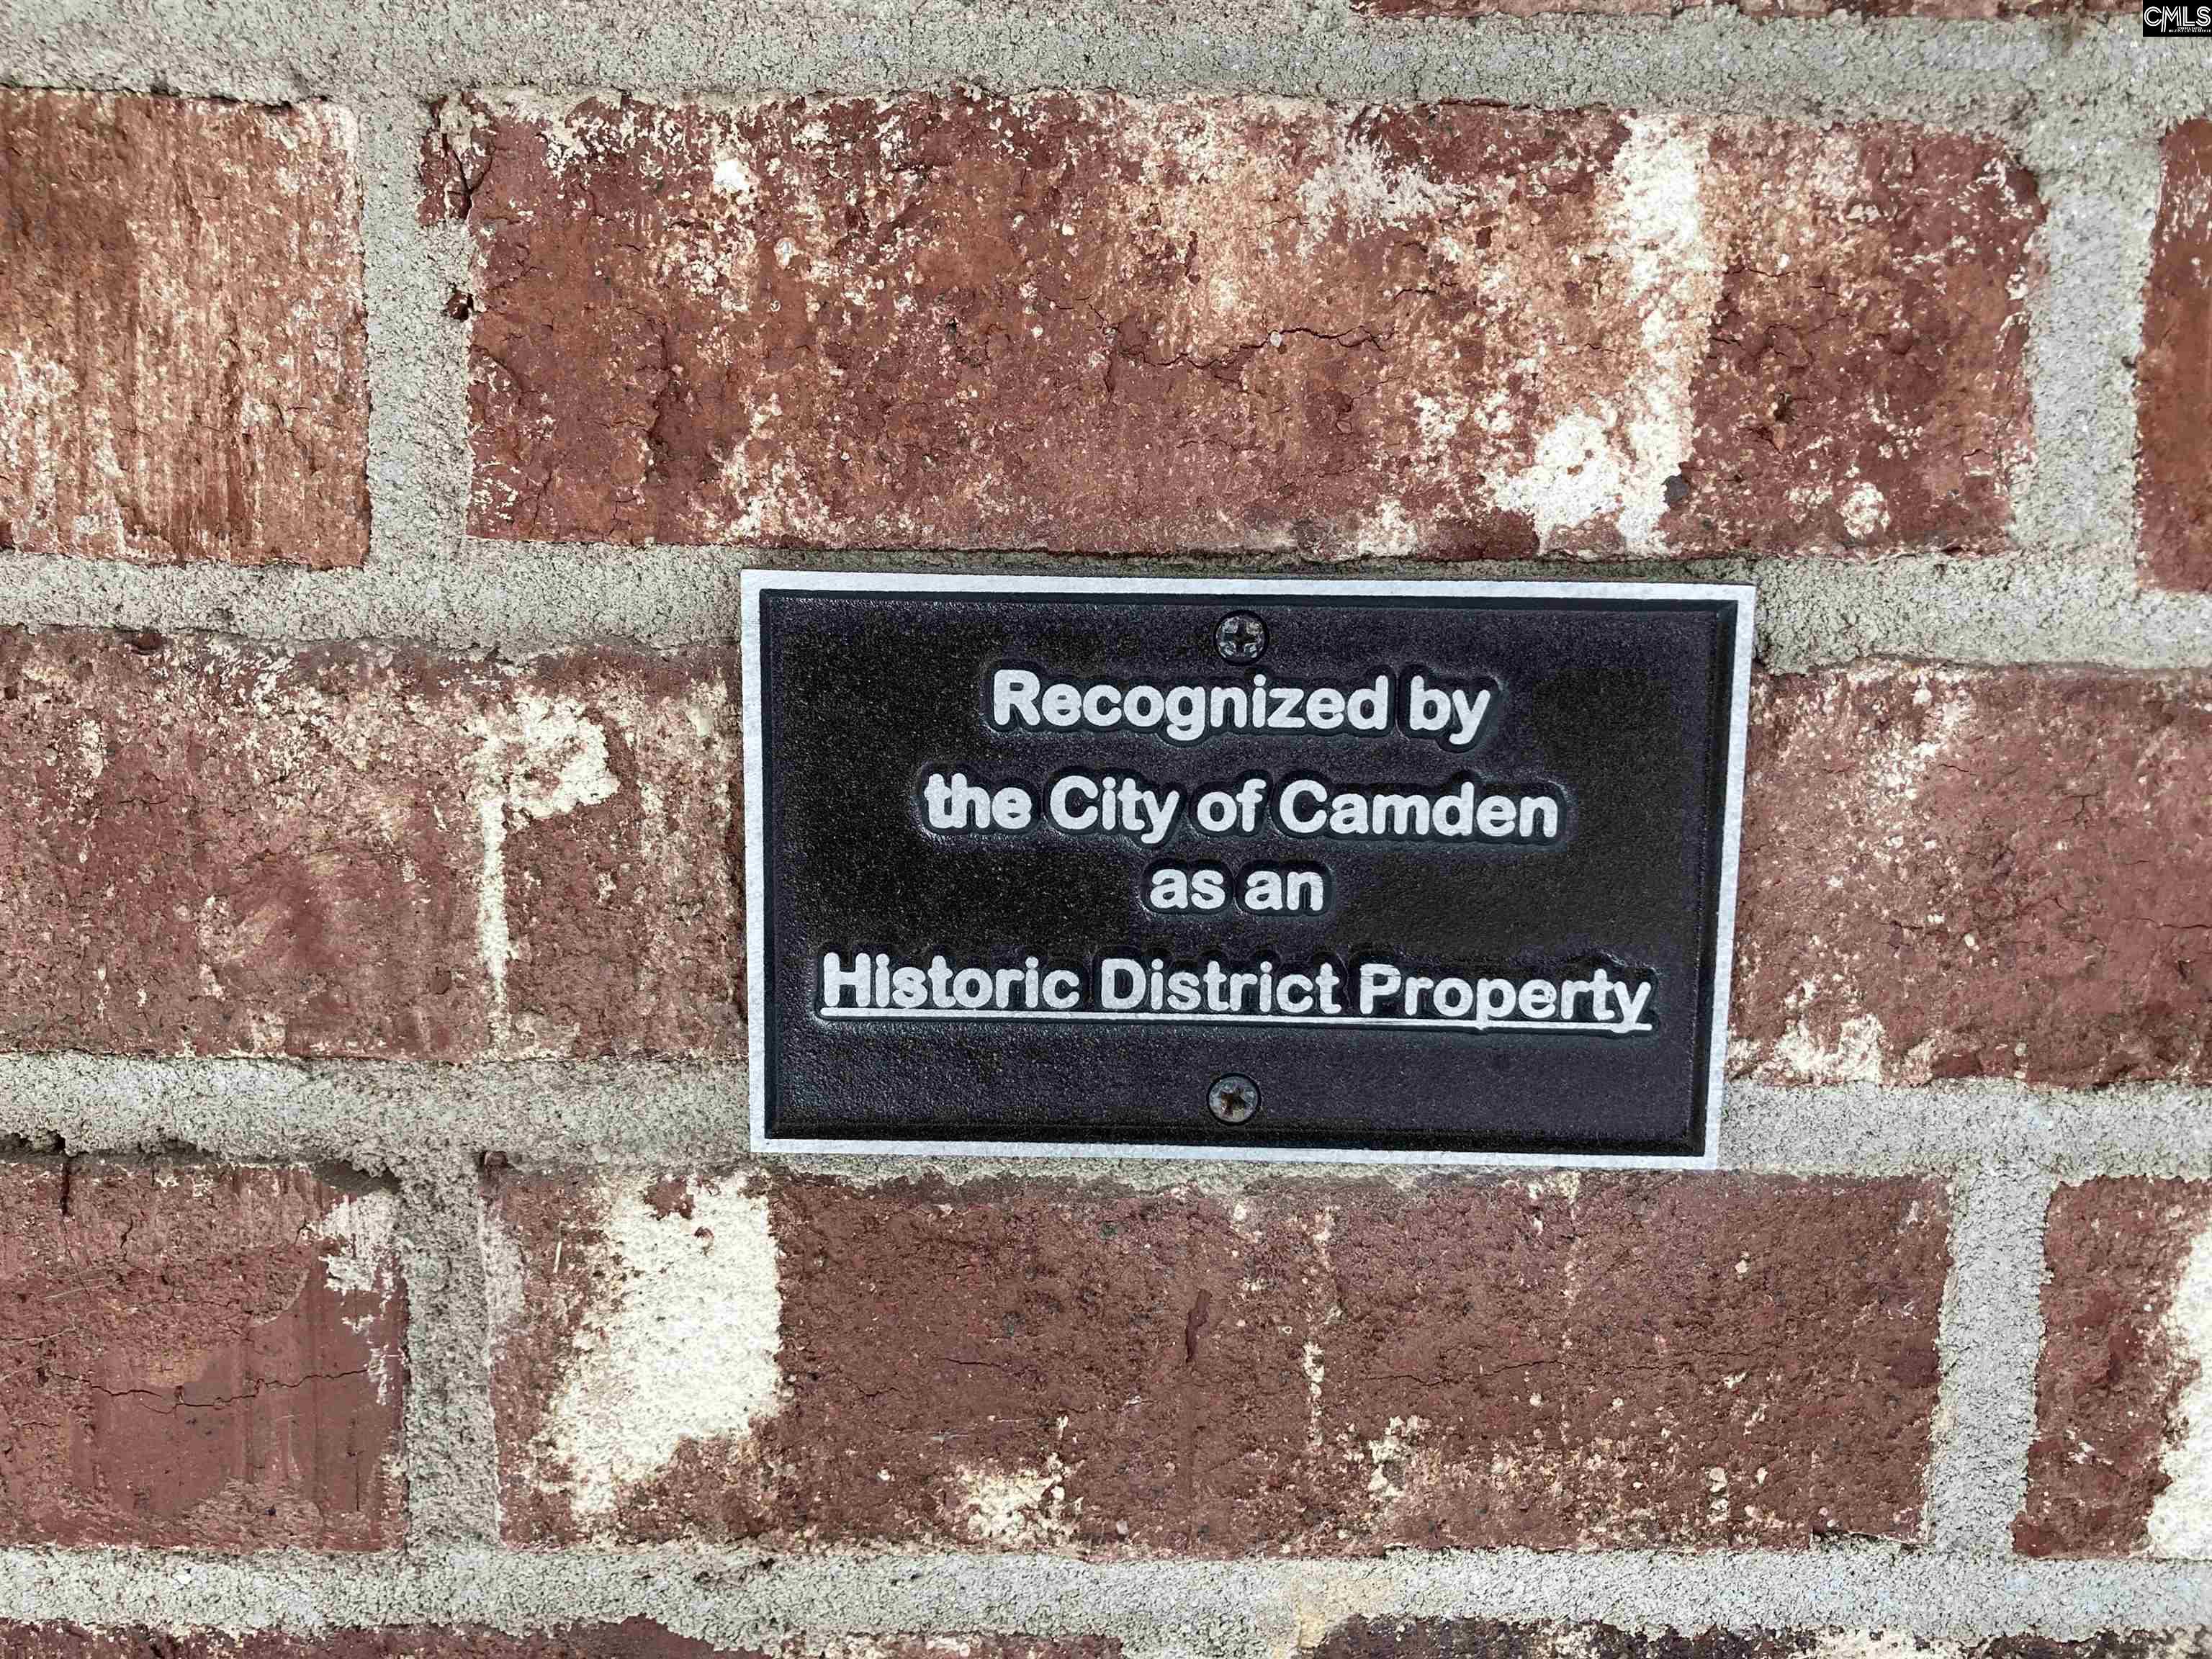 CMLS
Recognized by
the City of Camden
as an
Historic District Property